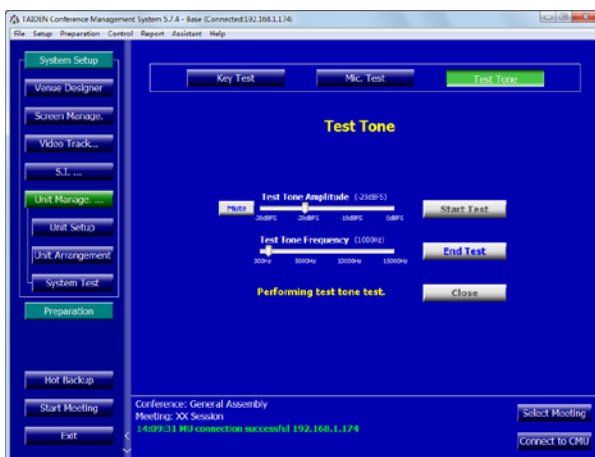 TAIDEN Conference Management System 5.7.4 - Base (Connected:192.168.1.174)
File Setup Preparation Control Report Assistant Help
System Setup
Venue Designer
Screen Manage.
Video Track...
S.I. ...
Unit Manage. ...
Unit Setup
Unit Arrangement
System Test
Preparation
Hot Backup
Start Meeting
Exit
Key Test Mic. Test Test Tone
Test Tone
Test Tone Amplitude (-20dBFS)
Mute
-30dBFS -20dBFS -10dBFS 0dBFS
Start Test
Test Tone Frequency (1000Hz)
300Hz 5000Hz 10000Hz 15000Hz
End Test
Performing test tone test.
Close
Conference: General Assembly
Meeting: XX Session
14:09:31 MU connection successful 192.168.1.174
Select Meeting
Connect to CMU